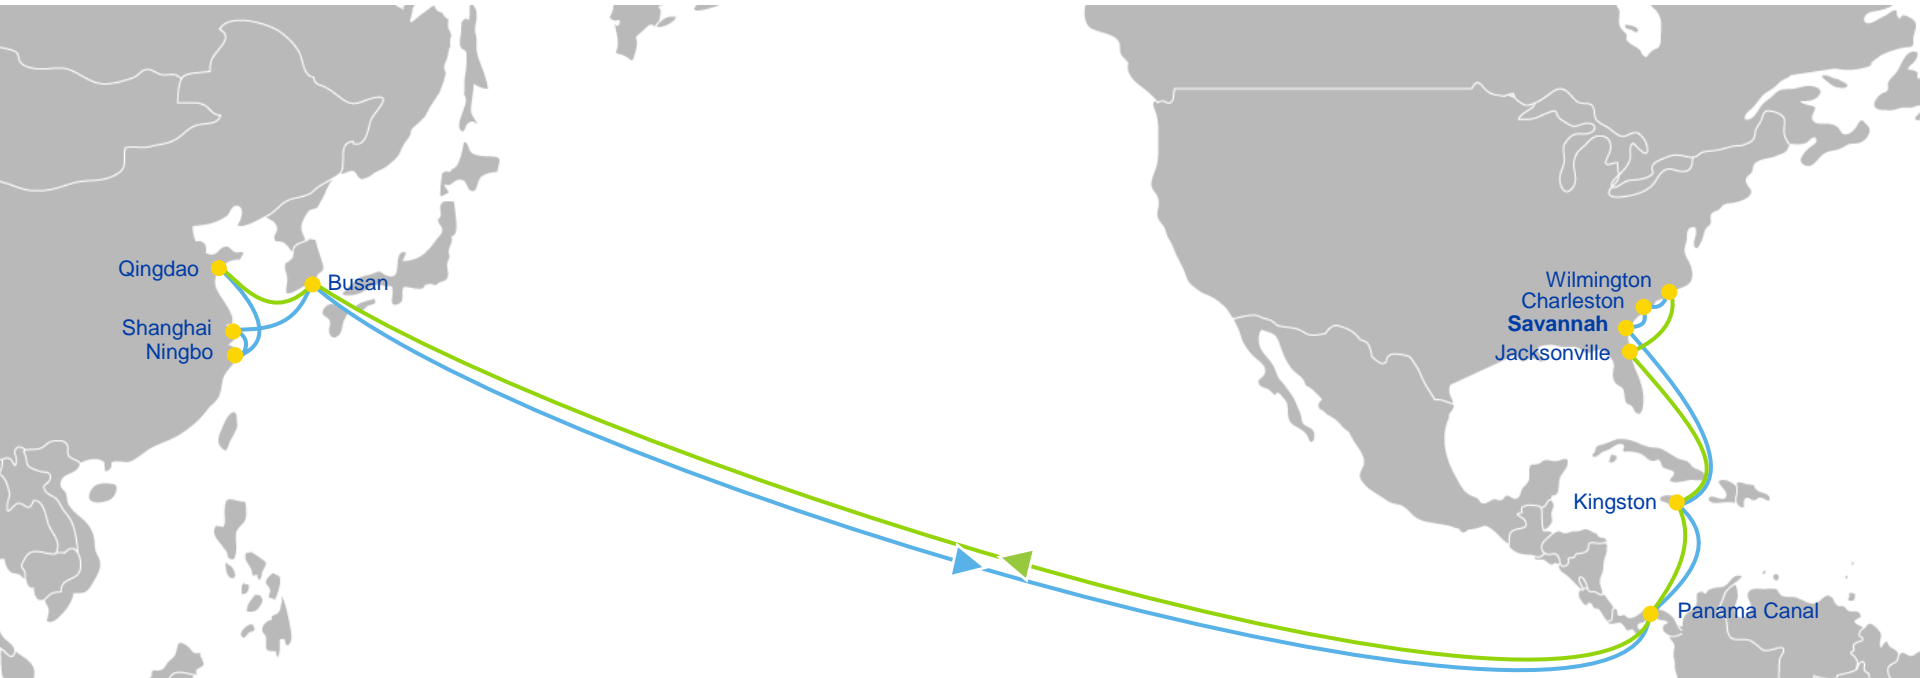 Qingdao
Busan
Shanghai
Ningbo
Wilmington
Charleston
Savannah
Jacksonville
Kingston
Panama Canal